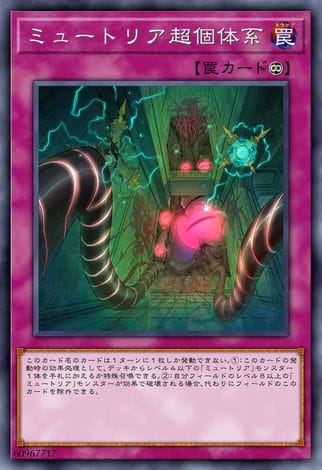 ミュートリア超個体系 罠
トラップ
【罠カード】
このカード名のカードは1ターンに1枚しか発動できない。①:このカードの発
動時の効果処理として、デッキからレベル4以下の「ミュートリア」モンスター
1体を手札に加えるか特殊召喚できる。②:自分フィールドのレベル8以上の「
ミュートリア」モンスターが効果で破壊される場合、代わりにフィールドのこの
カードを除外できる。
60967717